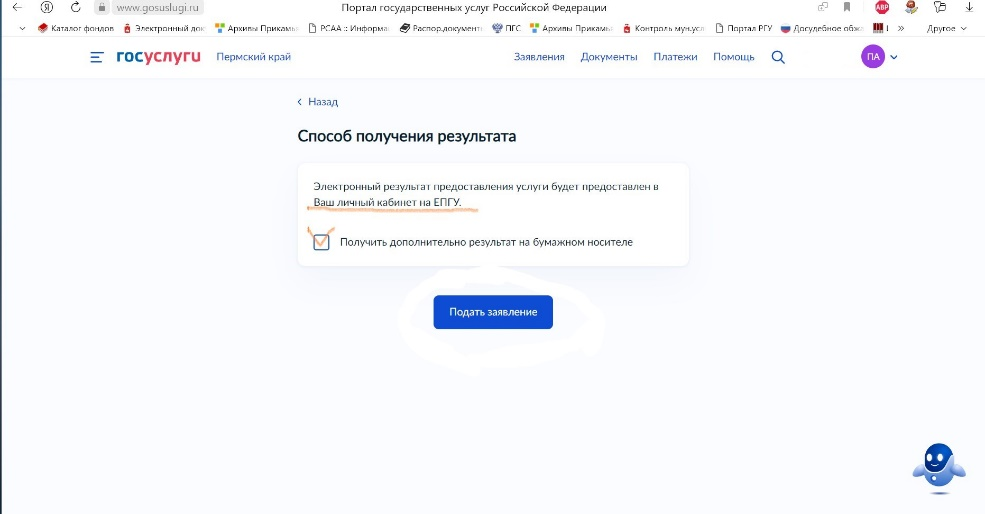 www.gosuslugi.ru
Портал государственных услуг Российской Федерации
ABP
Каталог фондов
Электронный док
Архивы Прикамь
РСАА :: Информа
Распор.документ
ПГС
Архивы Прикамь
Контроль мун.усл
Портал РГУ
Досудебное обжа
»
Другое
госуслуги
Пермский край
Заявления
Документы
Платежи
Помощь
ПА
Назад
Способ получения результата
Электронный результат предоставления услуги будет предоставлен в
Ваш личный кабинет на ЕПГУ.
Получить дополнительно результат на бумажном носителе
Подать заявление